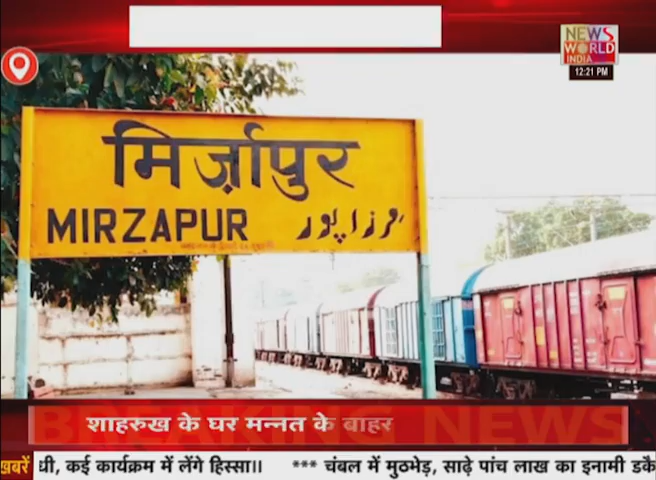 NEWS
WORLD
INDIA
12:21 PM
मिर्ज़ापुर
MIRZAPUR
مرزاپور
BREAKING NEWS
शाहरुख के घर मन्नत के बाहर
खबरें
धी, कई कार्यक्रम में लेंगे हिस्सा॥ *** चंबल में मुठभेड़, साढ़े पांच लाख का इनामी डकै